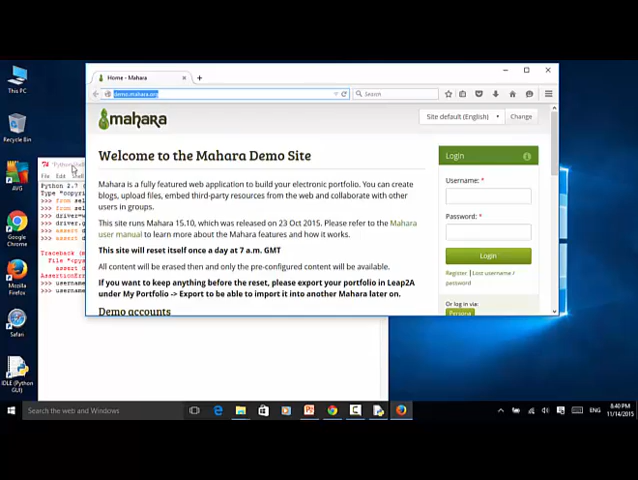 This PC
Recycle Bin
AVG
Google
Chrome
Mozilla
Firefox
Safari
IDLE (Python
GUI)
File Edit Shell
Python 2.7
Type "copyri
>>> from sel
>>> from sel
>>> driver=w
>>> driver.g
>>> assert d
>>> assert d
Traceback (m
File "<py
assert d
AssertionErr
>>> username
>>> username
Home - Mahara
demo.mahara.org
Search
mahara
Site default (English)
Change
Welcome to the Mahara Demo Site
Mahara is a fully featured web application to build your electronic portfolio. You can create
blogs, upload files, embed third-party resources from the web and collaborate with other
users in groups.
This site runs Mahara 15.10, which was released on 23 Oct 2015. Please refer to the Mahara
user manual to learn more about the Mahara features and how it works.
This site will reset itself once a day at 7 a.m. GMT
All content will be erased then and only the pre-configured content will be available.
If you want to keep anything before the reset, please export your portfolio in Leap2A
under My Portfolio -> Export to be able to import it into another Mahara later on.
Demo accounts
Login
Username: *
Password: *
Login
Register | Lost username /
password
Or log in via:
Persona
Search the web and Windows
ENG
8:40 PM
11/14/2015